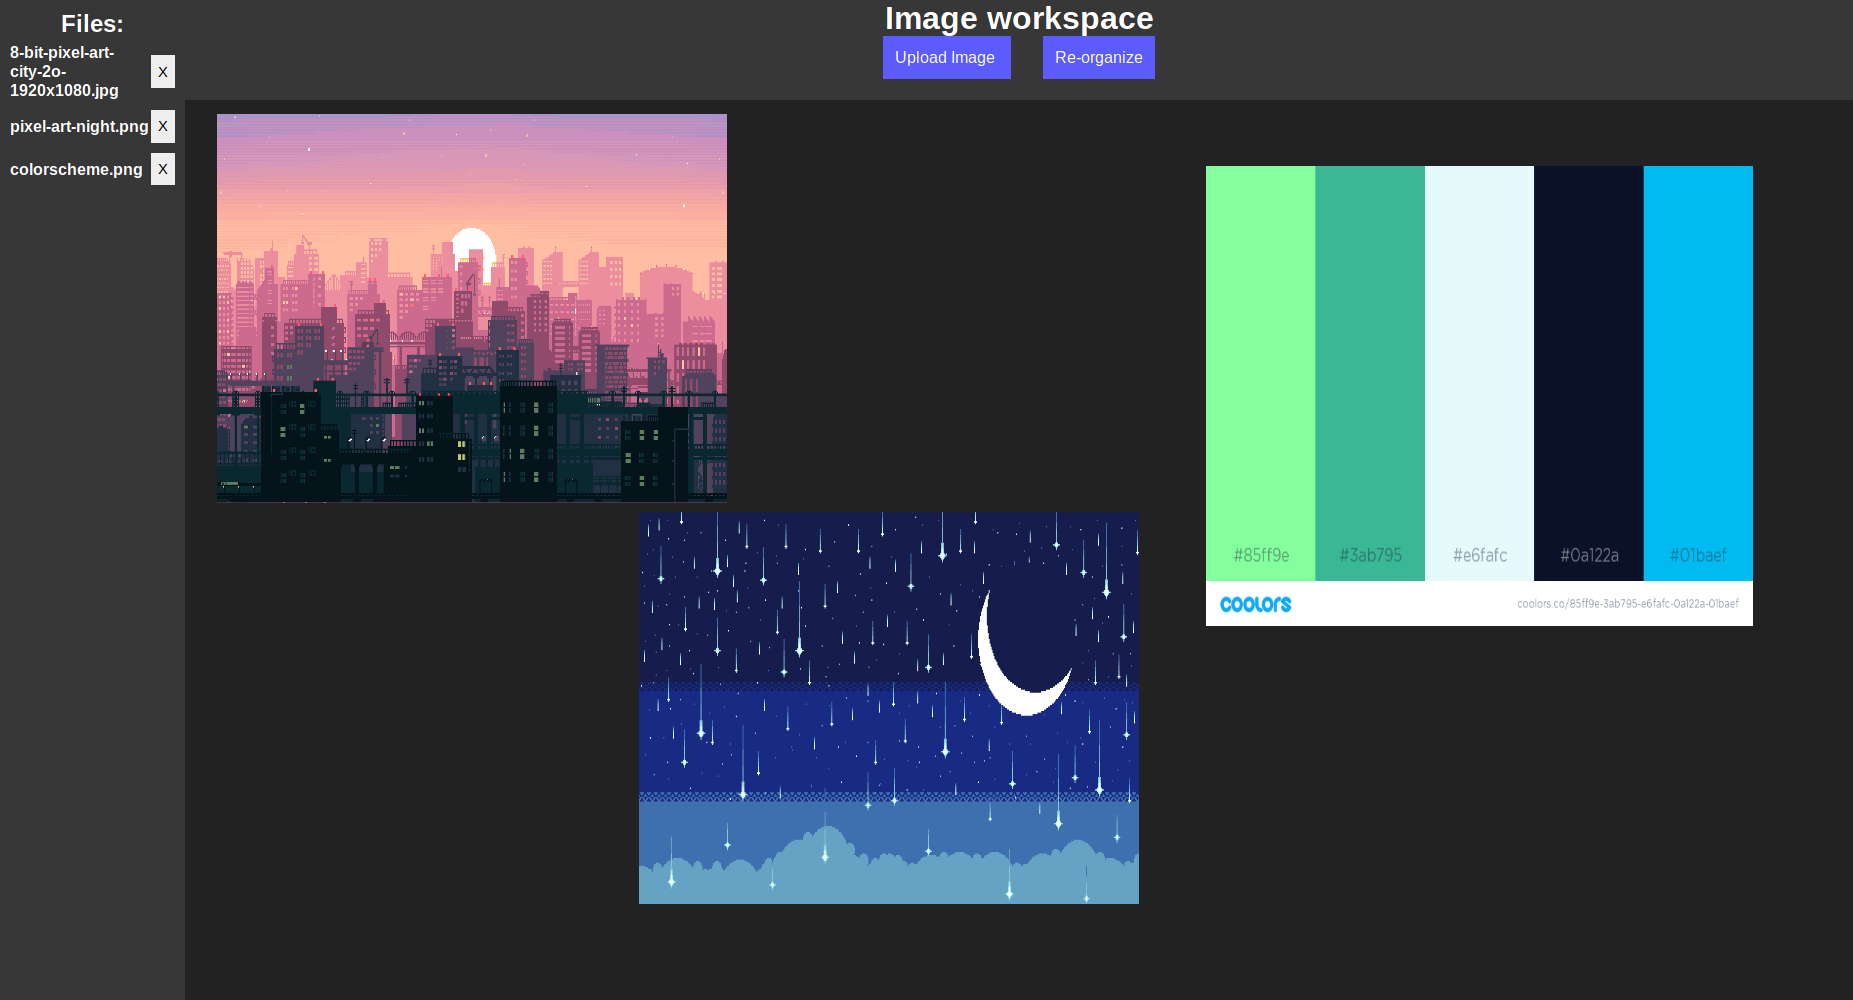 Files:
8-bit-pixel-art-
city-2o-
1920x1080.jpg
X
pixel-art-night.png
X
colorscheme.png
X
Image workspace
Upload Image
Re-organize
#85ff9e
#3ab795
#e6fafc
#0a122a
#01baef
coolors
coolors.co/85ff9e-3ab795-e6fafc-0a122a-01baef